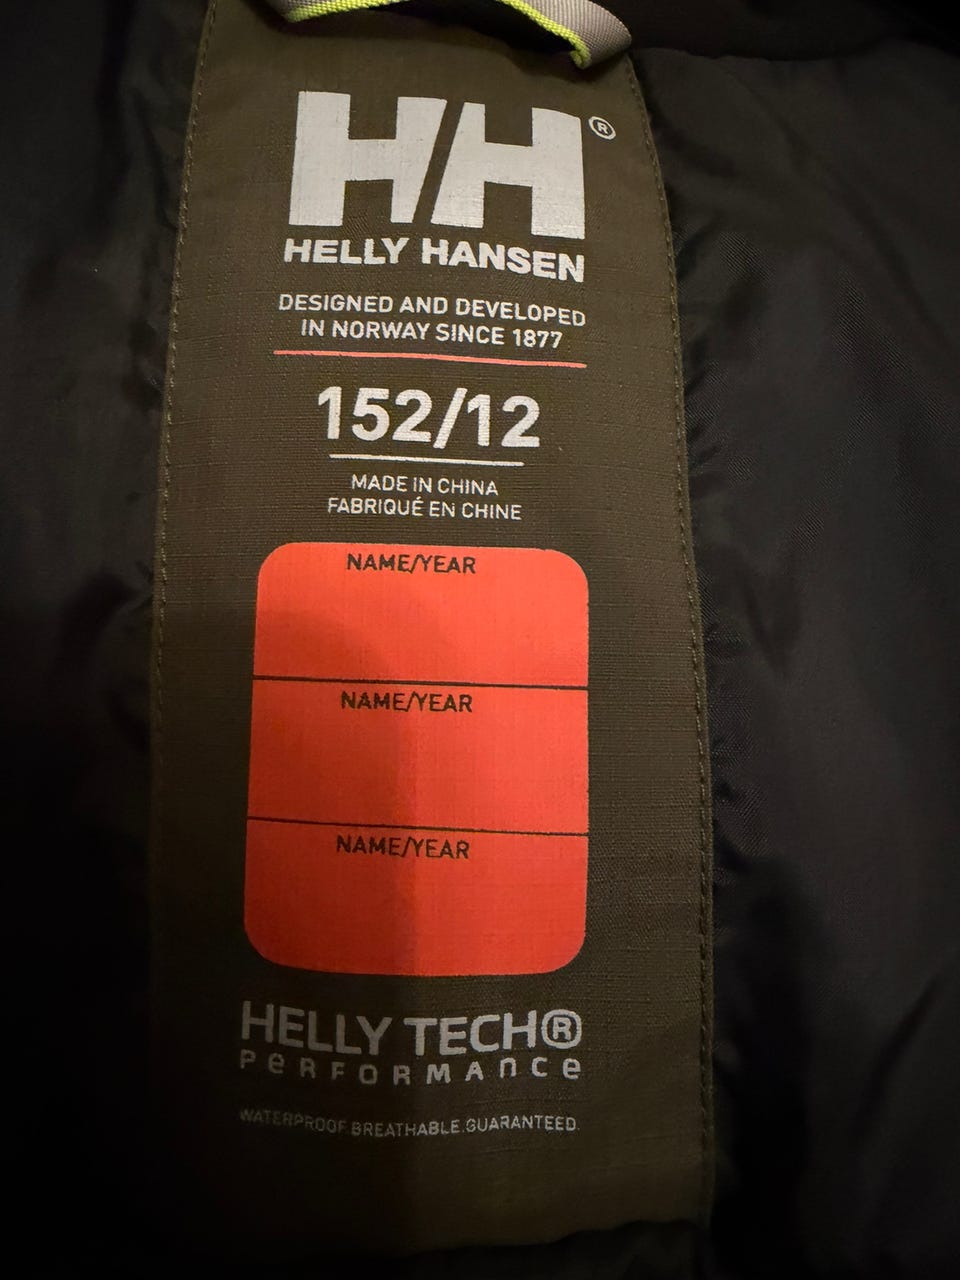 HH®
HELLY HANSEN
DESIGNED AND DEVELOPED
IN NORWAY SINCE 1877
152/12
MADE IN CHINA
FABRIQUÉ EN CHINE
NAME/YEAR
NAME/YEAR
NAME/YEAR
HELLY TECH®
PeRFORMAnce
WATERPROOF.BREATHABLE.GUARANTEED.